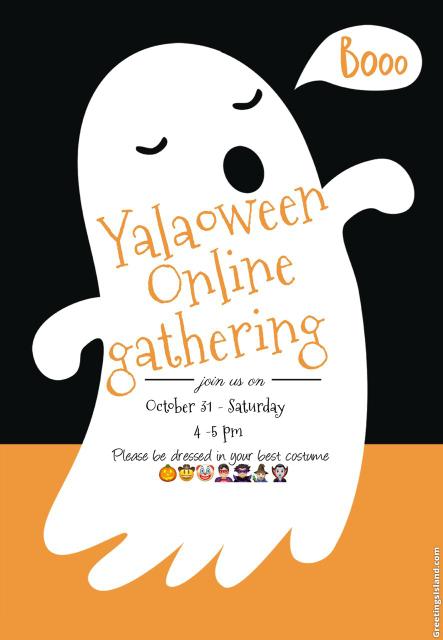 Booo
Yalaoween
Online
gathering
join us on
October 31 - Saturday
4 -5 pm
Please be dressed in your best costume
🎃🤠🤡🦸🦹🧙🧛
GreetingsIsland.com